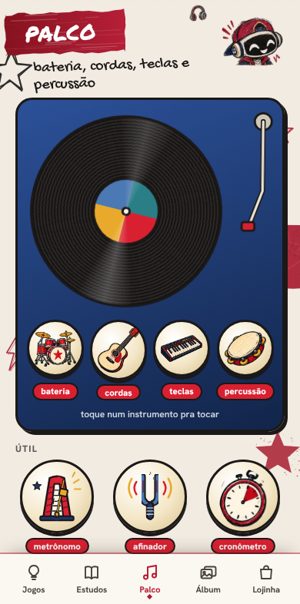 PALCO
bateria, cordas, teclas e
percussão
bateria
cordas
teclas
percussão
toque num instrumento pra tocar
ÚTIL
metrônomo
afinador
cronômetro
Jogos
Estudos
Palco
Álbum
Lojinha